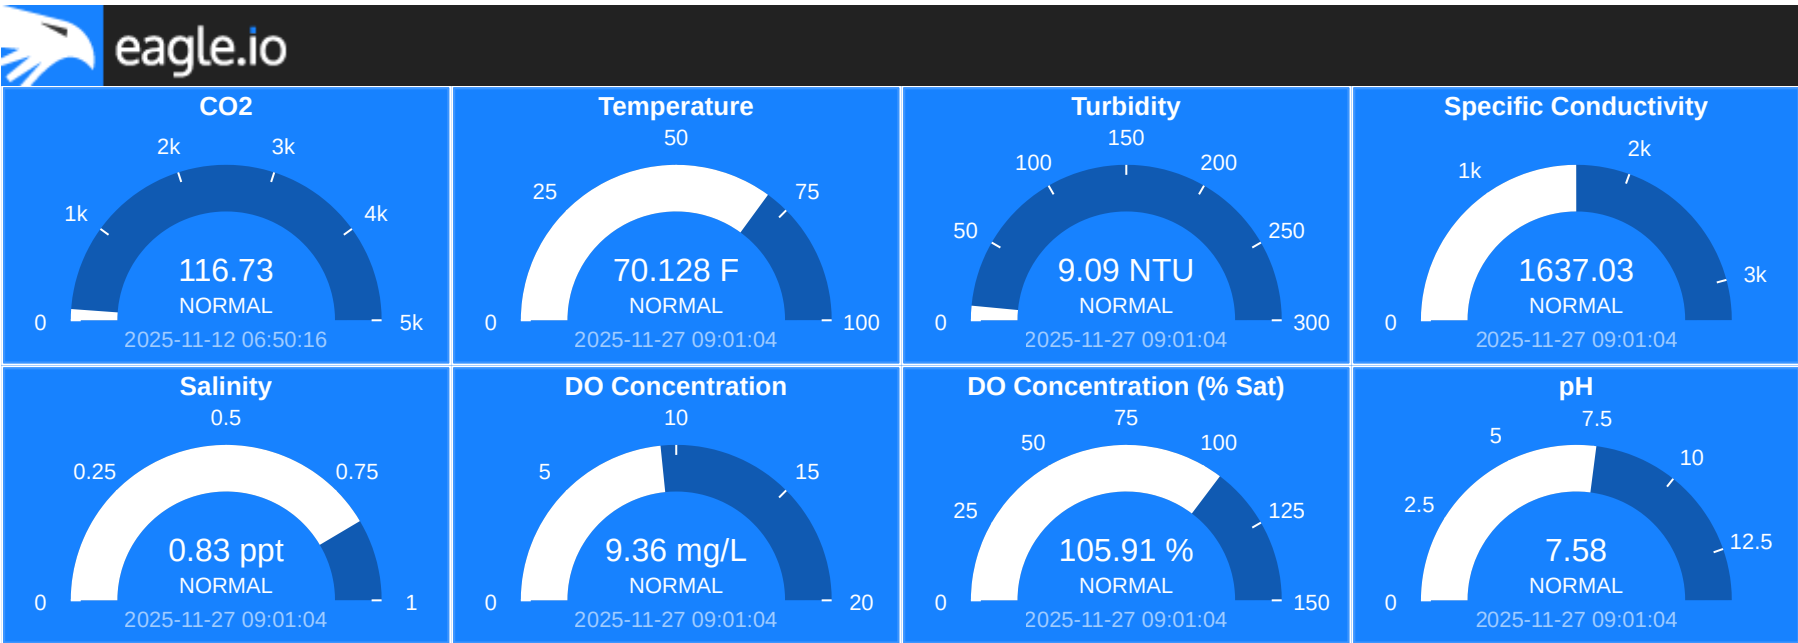 eagle.io
CO2
2k
3k
1k
4k
116.73
NORMAL
0
5k
2025-11-12 06:50:16
Temperature
50
25
75
70.128 F
NORMAL
0
100
2025-11-27 09:01:04
Turbidity
150
100
200
50
250
9.09 NTU
NORMAL
0
300
2025-11-27 09:01:04
Specific Conductivity
2k
1k
3k
1637.03
NORMAL
0
2025-11-27 09:01:04
Salinity
0.5
0.25
0.75
0.83 ppt
NORMAL
0
1
2025-11-27 09:01:04
DO Concentration
10
5
15
9.36 mg/L
NORMAL
0
20
2025-11-27 09:01:04
DO Concentration (% Sat)
75
50
100
25
125
105.91 %
NORMAL
0
150
2025-11-27 09:01:04
pH
7.5
5
10
2.5
12.5
7.58
NORMAL
0
2025-11-27 09:01:04